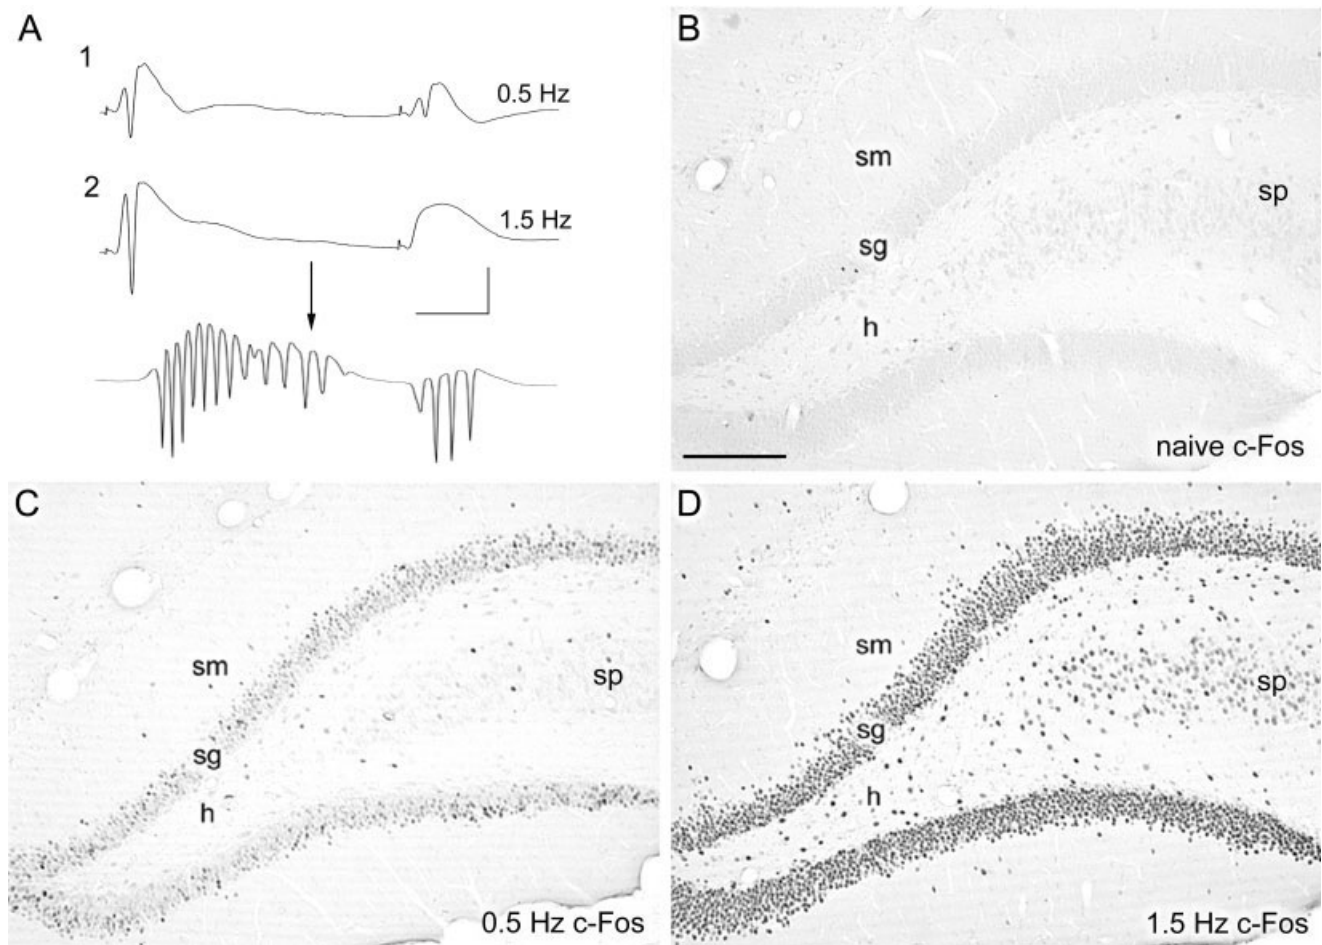 A
1
0.5 Hz
2
1.5 Hz
B
sm
sg
sp
h
naive c-Fos
C
sm
sg
sp
h
0.5 Hz c-Fos
D
sm
sg
sp
h
1.5 Hz c-Fos